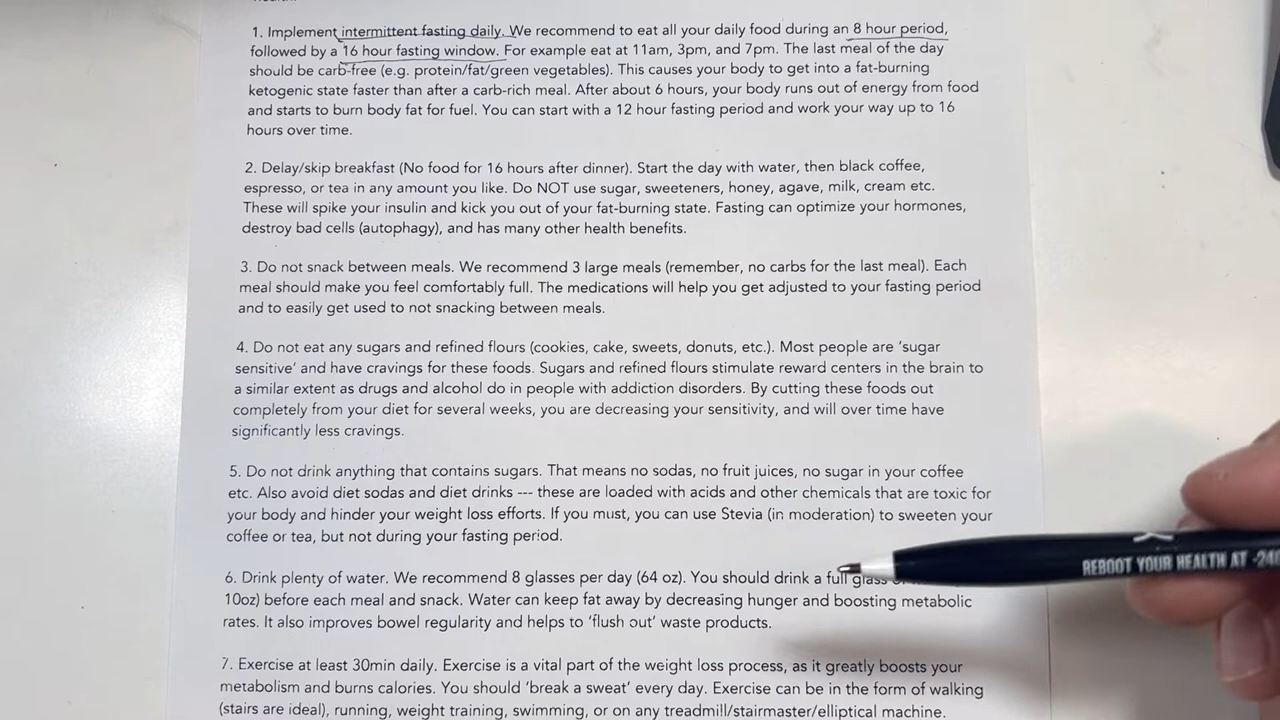 1. Implement intermittent fasting daily. We recommend to eat all your daily food during an 8 hour period,
followed by a 16 hour fasting window. For example eat at 11am, 3pm, and 7pm. The last meal of the day
should be carb-free (e.g. protein/fat/green vegetables). This causes your body to get into a fat-burning
ketogenic state faster than after a carb-rich meal. After about 6 hours, your body runs out of energy from food
and starts to burn body fat for fuel. You can start with a 12 hour fasting period and work your way up to 16
hours over time.
2. Delay/skip breakfast (No food for 16 hours after dinner). Start the day with water, then black coffee,
espresso, or tea in any amount you like. Do NOT use sugar, sweeteners, honey, agave, milk, cream etc.
These will spike your insulin and kick you out of your fat-burning state. Fasting can optimize your hormones,
destroy bad cells (autophagy), and has many other health benefits.
3. Do not snack between meals. We recommend 3 large meals (remember, no carbs for the last meal). Each
meal should make you feel comfortably full. The medications will help you get adjusted to your fasting period
and to easily get used to not snacking between meals.
4. Do not eat any sugars and refined flours (cookies, cake, sweets, donuts, etc.). Most people are ‘sugar
sensitive’ and have cravings for these foods. Sugars and refined flours stimulate reward centers in the brain to
a similar extent as drugs and alcohol do in people with addiction disorders. By cutting these foods out
completely from your diet for several weeks, you are decreasing your sensitivity, and will over time have
significantly less cravings.
5. Do not drink anything that contains sugars. That means no sodas, no fruit juices, no sugar in your coffee
etc. Also avoid diet sodas and diet drinks --- these are loaded with acids and other chemicals that are toxic for
your body and hinder your weight loss efforts. If you must, you can use Stevia (in moderation) to sweeten your
coffee or tea, but not during your fasting period.
6. Drink plenty of water. We recommend 8 glasses per day (64 oz). You should drink a full glass
10oz) before each meal and snack. Water can keep fat away by decreasing hunger and boosting metabolic
rates. It also improves bowel regularity and helps to ‘flush out’ waste products.
7. Exercise at least 30min daily. Exercise is a vital part of the weight loss process, as it greatly boosts your
metabolism and burns calories. You should ‘break a sweat’ every day. Exercise can be in the form of walking
(stairs are ideal), running, weight training, swimming, or on any treadmill/stairmaster/elliptical machine.
REBOOT YOUR HEALTH AT -240